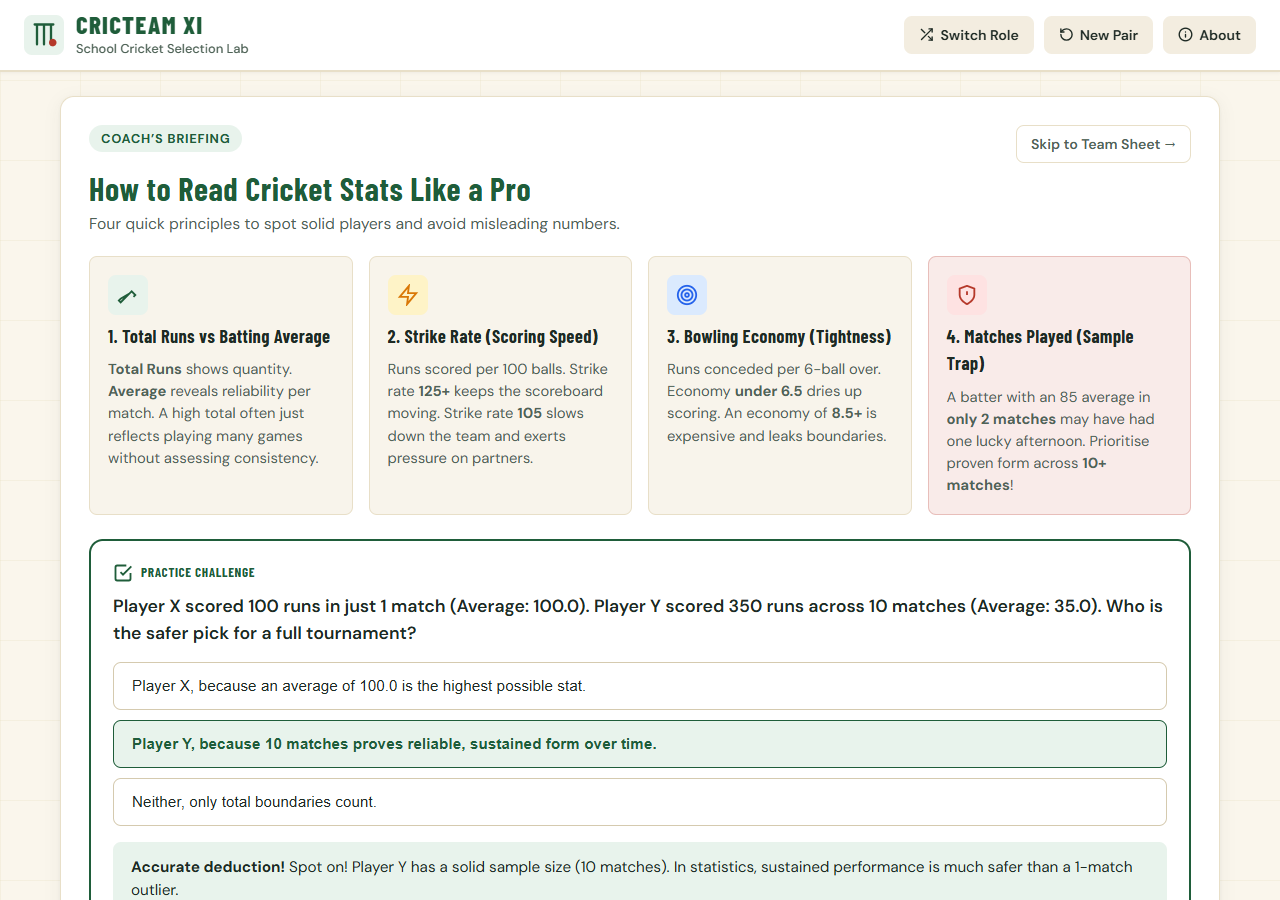 CRICTEAM XI
School Cricket Selection Lab
Switch Role
New Pair
About
COACH'S BRIEFING
Skip to Team Sheet →
How to Read Cricket Stats Like a Pro
Four quick principles to spot solid players and avoid misleading numbers.
1. Total Runs vs Batting Average
Total Runs shows quantity.
Average reveals reliability per
match. A high total often just
reflects playing many games
without assessing consistency.
2. Strike Rate (Scoring Speed)
Runs scored per 100 balls. Strike
rate 125+ keeps the scoreboard
moving. Strike rate 105 slows
down the team and exerts
pressure on partners.
3. Bowling Economy (Tightness)
Runs conceded per 6-ball over.
Economy under 6.5 dries up
scoring. An economy of 8.5+ is
expensive and leaks boundaries.
4. Matches Played (Sample
Trap)
A batter with an 85 average in
only 2 matches may have had
one lucky afternoon. Prioritise
proven form across 10+
matches!
PRACTICE CHALLENGE
Player X scored 100 runs in just 1 match (Average: 100.0). Player Y scored 350 runs across 10 matches (Average: 35.0). Who is
the safer pick for a full tournament?
Player X, because an average of 100.0 is the highest possible stat.
Player Y, because 10 matches proves reliable, sustained form over time.
Neither, only total boundaries count.
Accurate deduction! Spot on! Player Y has a solid sample size (10 matches). In statistics, sustained performance is much safer than a 1-match
outlier.